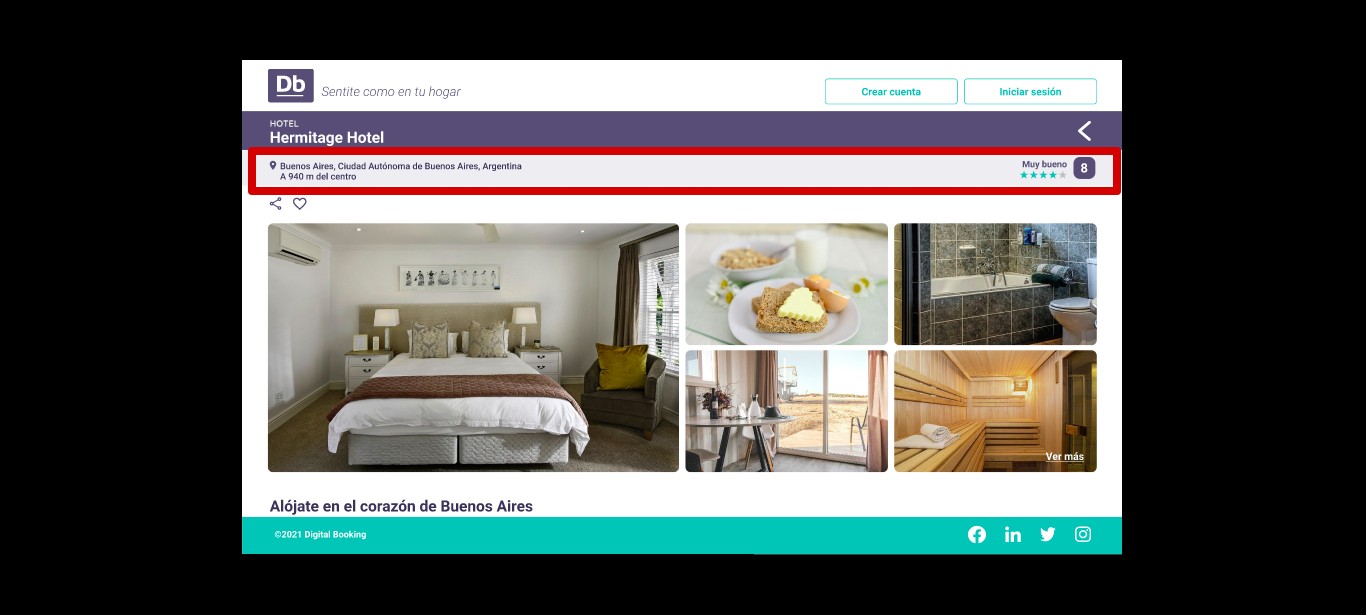 Db
Sentite como en tu hogar
Crear cuenta
Iniciar sesión
HOTEL
Hermitage Hotel
Buenos Aires, Ciudad Autónoma de Buenos Aires, Argentina
A 940 m del centro
Muy bueno
8
Ver más
Alójate en el corazón de Buenos Aires
©2021 Digital Booking
in